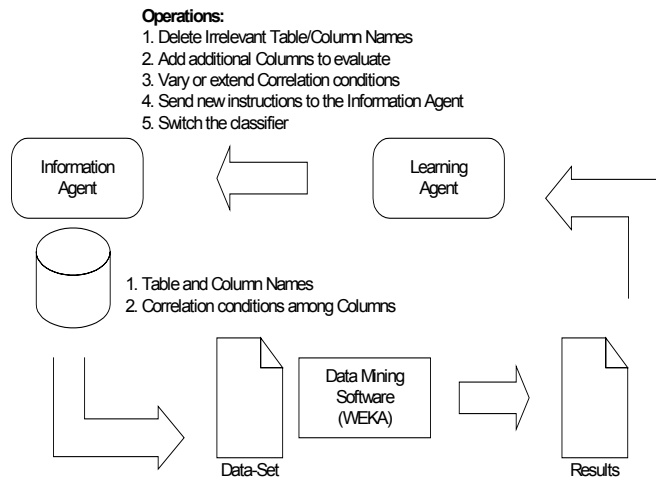 Operations:
1. Delete Irrelevant Table/Column Names
2. Add additional Columns to evaluate
3. Vary or extend Correlation conditions
4. Send new instructions to the Information Agent
5. Switch the classifier
Information
Agent
Learning
Agent
1. Table and Column Names
2. Correlation conditions among Columns
Data Mining
Software
(WEKA)
Data-Set
Results